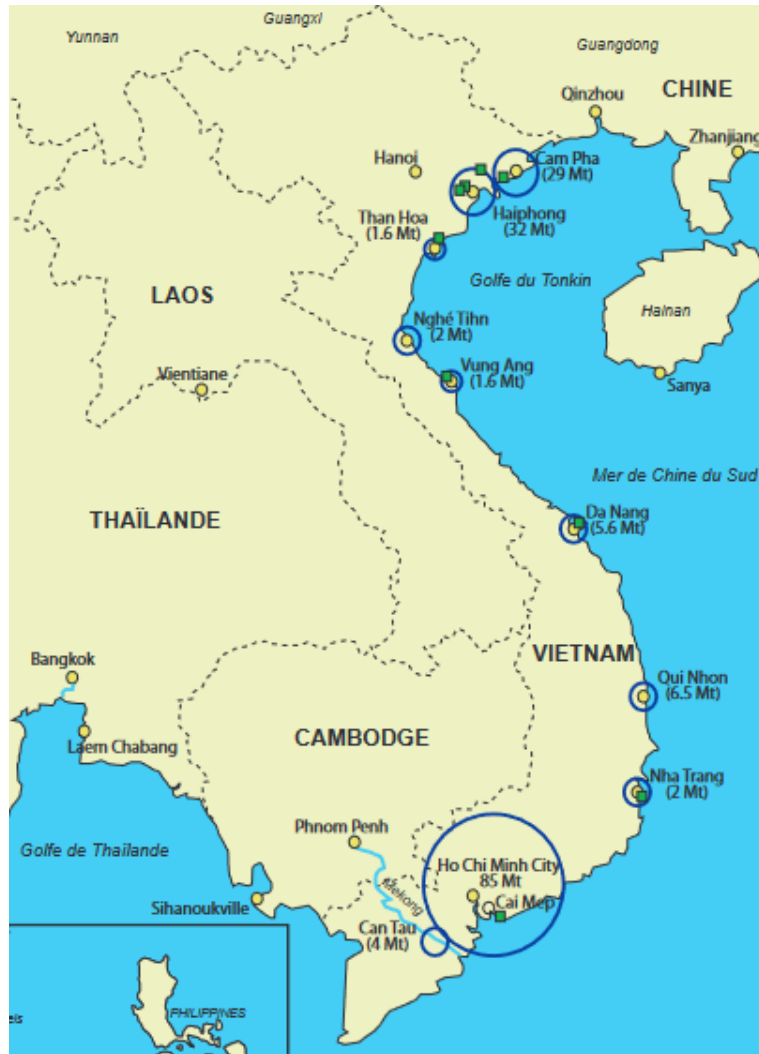 Guangxi
Yunnan
Guangdong
CHINE
Qinzhou
Zhanjiang
Hanoi
Cam Pha
(29 Mt)
Haiphong
(32 Mt)
Than Hoa
(1.6 Mt)
Golfe du Tonkin
LAOS
Hainan
Nghé Tihn
(2 Mt)
Vung Ang
(1.6 Mt)
Vientiane
Sanya
Mer de Chine du Sud
THAÏLANDE
Da Nang
(5.6 Mt)
VIETNAM
Bangkok
Qui Nhon
(6.5 Mt)
Laem Chabang
CAMBODGE
Nha Trang
(2 Mt)
Phnom Penh
Golfe de Thaïlande
Ho Chi Minh City
85 Mt
Mekong
Cai Mep
Sihanoukville
Can Tau
(4 Mt)
PHILIPPINES